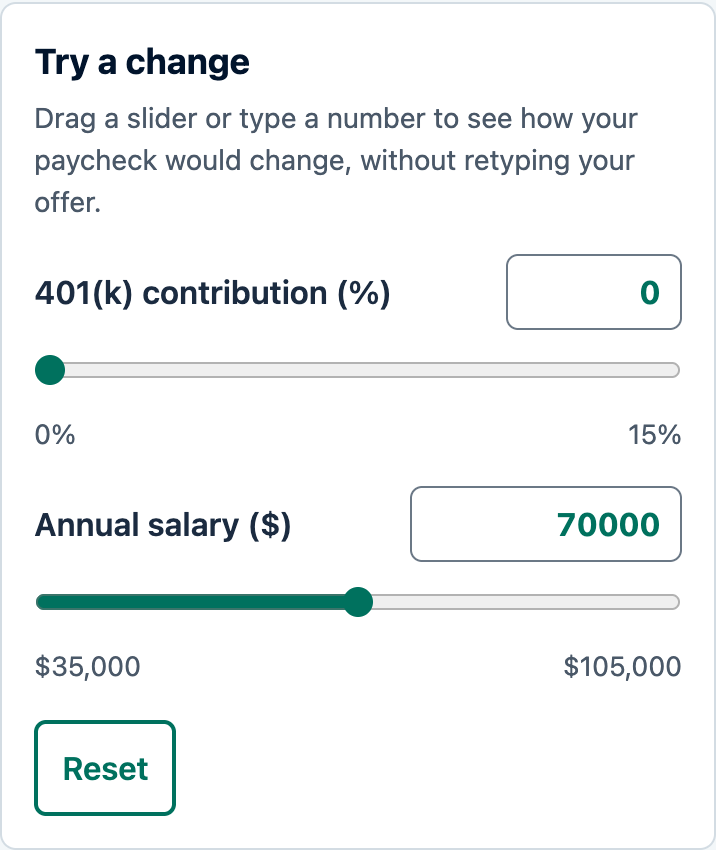 Try a change
Drag a slider or type a number to see how your
paycheck would change, without retyping your
offer.
401(k) contribution (%) 0
0% 15%
Annual salary ($) 70000
$35,000 $105,000
Reset